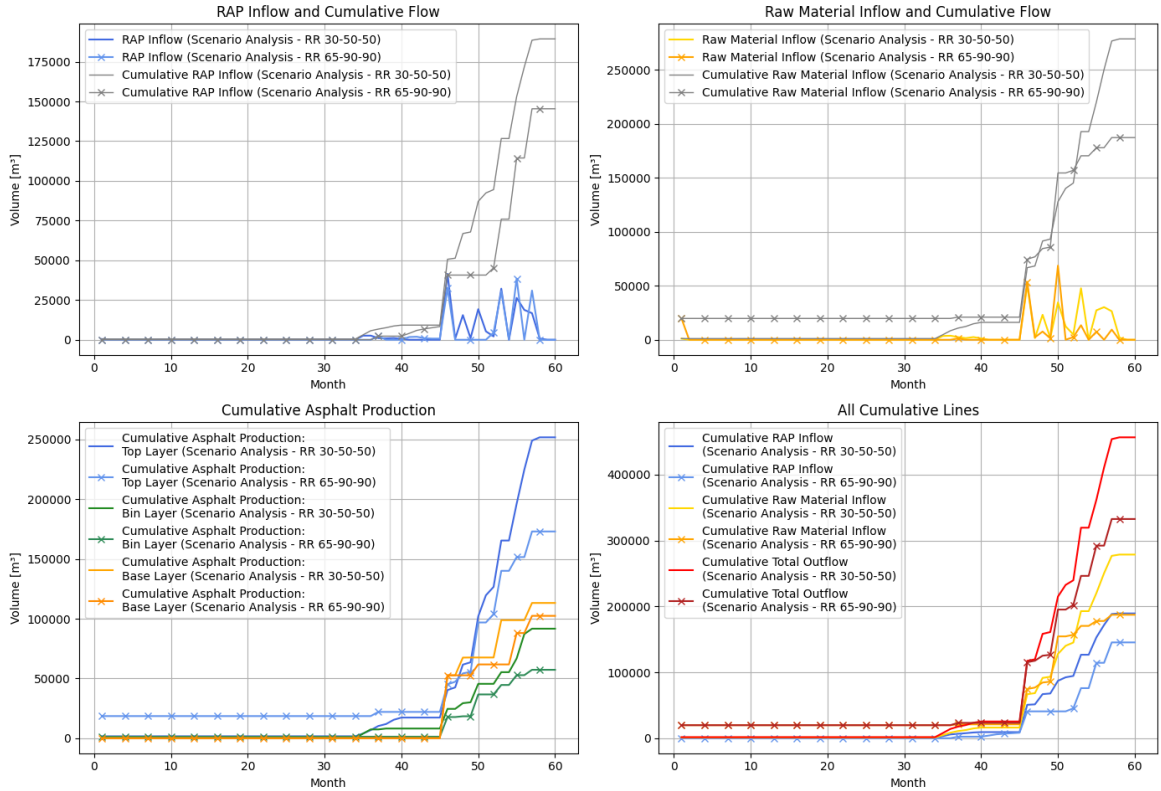 RAP Inflow and Cumulative Flow
RAP Inflow (Scenario Analysis - RR 30-50-50)
RAP Inflow (Scenario Analysis - RR 65-90-90)
Cumulative RAP Inflow (Scenario Analysis - RR 30-50-50)
Cumulative RAP Inflow (Scenario Analysis - RR 65-90-90)
Volume [m³]
175000
150000
125000
100000
75000
50000
25000
0
0 10 20 30 40 50 60
Month
Raw Material Inflow and Cumulative Flow
Raw Material Inflow (Scenario Analysis - RR 30-50-50)
Raw Material Inflow (Scenario Analysis - RR 65-90-90)
Cumulative Raw Material Inflow (Scenario Analysis - RR 30-50-50)
Cumulative Raw Material Inflow (Scenario Analysis - RR 65-90-90)
Volume [m³]
250000
200000
150000
100000
50000
0
0 10 20 30 40 50 60
Month
Cumulative Asphalt Production
Cumulative Asphalt Production:
Top Layer (Scenario Analysis - RR 30-50-50)
Cumulative Asphalt Production:
Top Layer (Scenario Analysis - RR 65-90-90)
Cumulative Asphalt Production:
Bin Layer (Scenario Analysis - RR 30-50-50)
Cumulative Asphalt Production:
Bin Layer (Scenario Analysis - RR 65-90-90)
Cumulative Asphalt Production:
Base Layer (Scenario Analysis - RR 30-50-50)
Cumulative Asphalt Production:
Base Layer (Scenario Analysis - RR 65-90-90)
Volume [m³]
250000
200000
150000
100000
50000
0
0 10 20 30 40 50 60
Month
All Cumulative Lines
Cumulative RAP Inflow
(Scenario Analysis - RR 30-50-50)
Cumulative RAP Inflow
(Scenario Analysis - RR 65-90-90)
Cumulative Raw Material Inflow
(Scenario Analysis - RR 30-50-50)
Cumulative Raw Material Inflow
(Scenario Analysis - RR 65-90-90)
Cumulative Total Outflow
(Scenario Analysis - RR 30-50-50)
Cumulative Total Outflow
(Scenario Analysis - RR 65-90-90)
Volume [m³]
400000
300000
200000
100000
0
0 10 20 30 40 50 60
Month